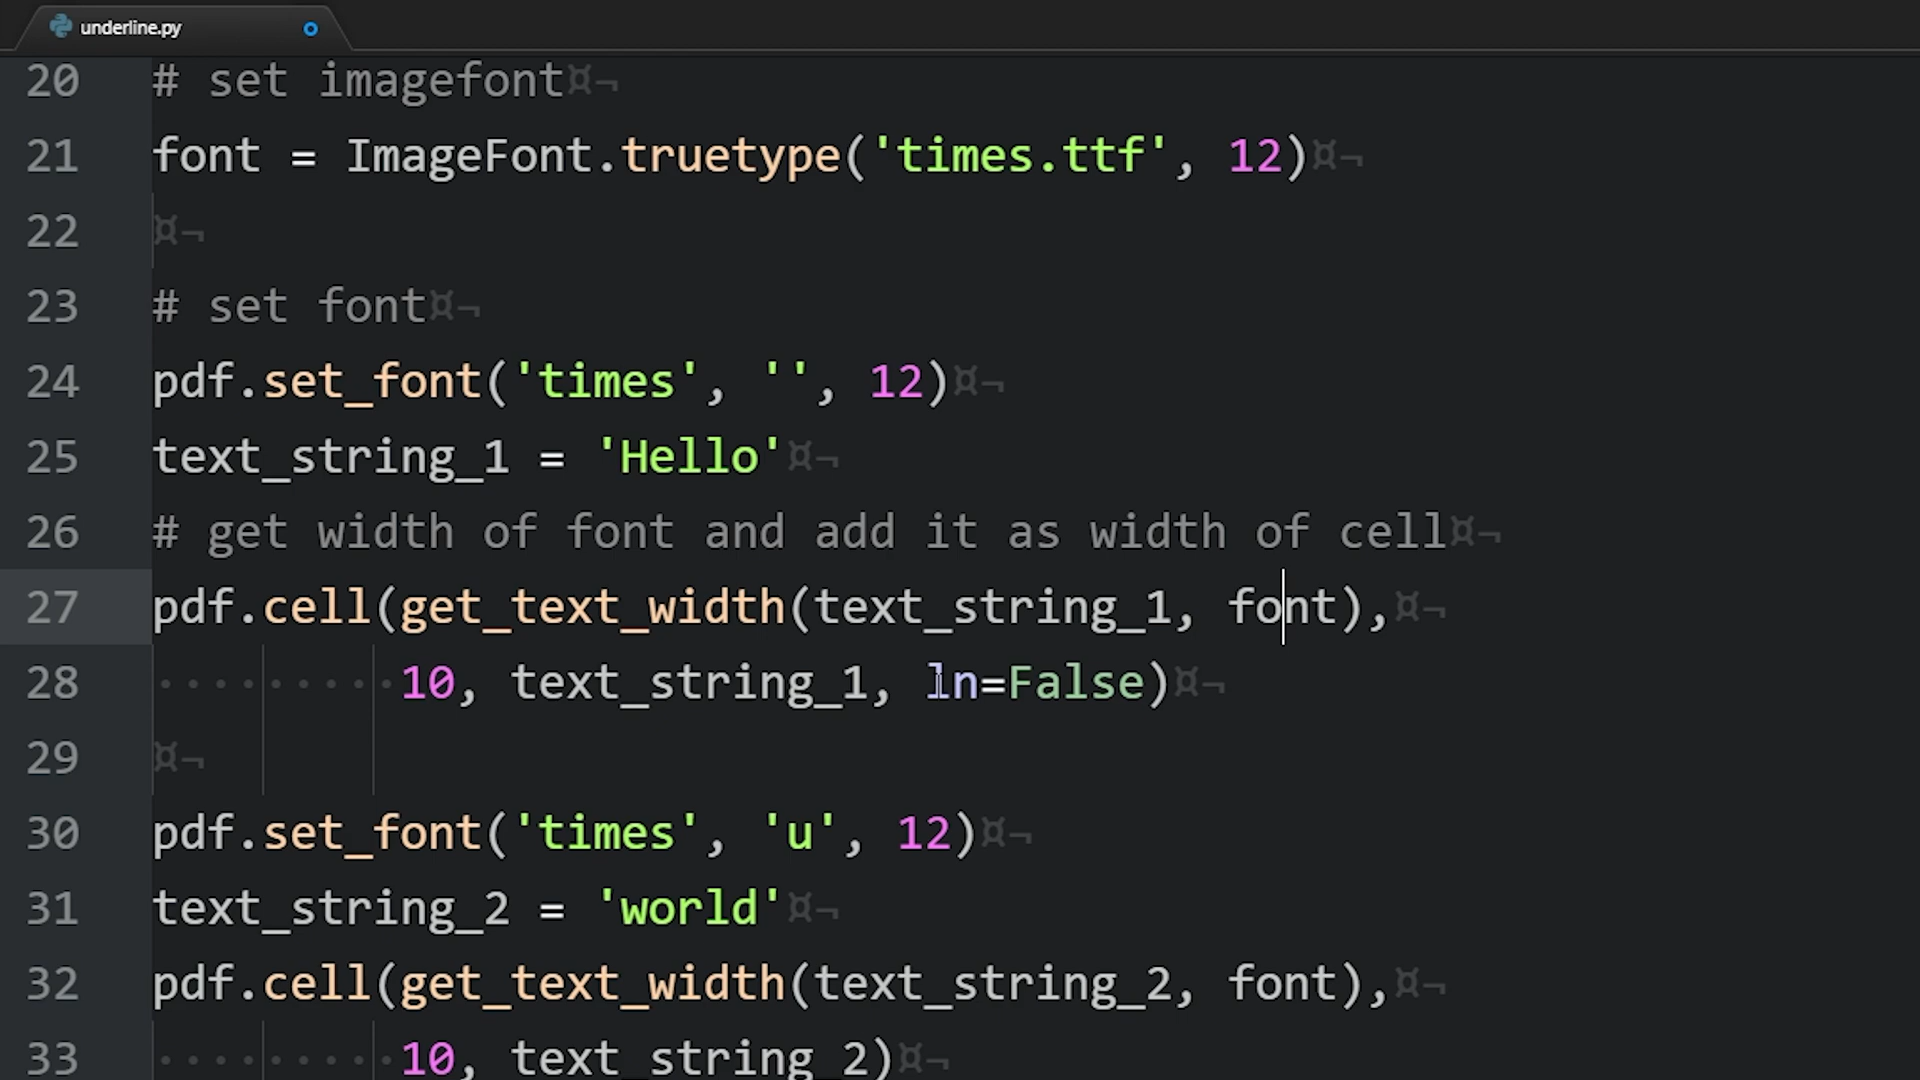 underline.py
20 # set imagefont¤¬
21 font = ImageFont.truetype('times.ttf', 12)¤¬
22 ¤¬
23 # set font¤¬
24 pdf.set_font('times', '', 12)¤¬
25 text_string_1 = 'Hello'¤¬
26 # get width of font and add it as width of cell¤¬
27 pdf.cell(get_text_width(text_string_1, font),¤¬
28 ·········10, text_string_1, ln=False)¤¬
29 ¤¬
30 pdf.set_font('times', 'u', 12)¤¬
31 text_string_2 = 'world'¤¬
32 pdf.cell(get_text_width(text_string_2, font),¤¬
33 ·········10, text_string_2)¤¬